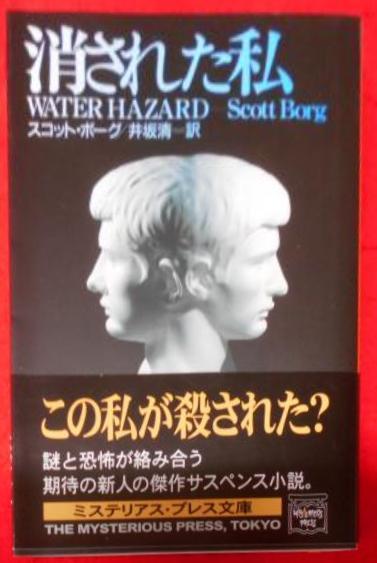 消された私
WATER HAZARD Scott Borg
スコット・ボーグ/井坂清=訳
この私が殺された?
謎と恐怖が絡み合う
期待の新人の傑作サスペンス小説。
ミステリアス・プレス文庫
THE MYSTERIOUS PRESS, TOKYO